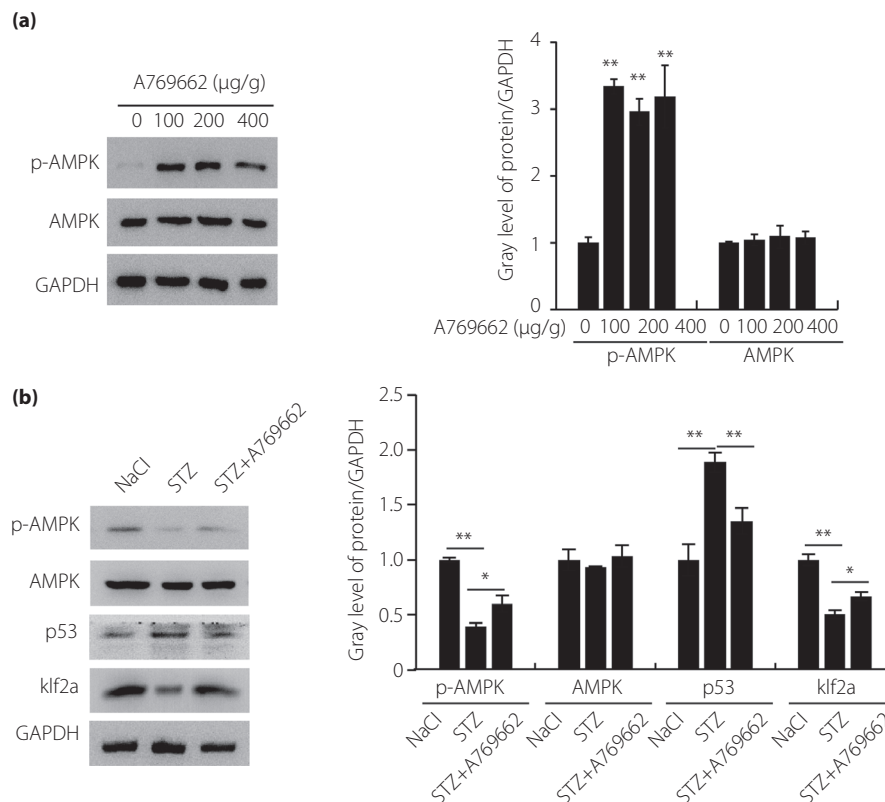 (a)
A769662 (µg/g)
0 100 200 400
p-AMPK
AMPK
GAPDH
Gray level of protein/GAPDH
5
4
3
2
1
0
** ** **
A769662 (µg/g) 0 100 200 400 0 100 200 400
p-AMPK AMPK
(b)
NaCl STZ STZ+A769662
p-AMPK
AMPK
p53
klf2a
GAPDH
Gray level of protein/GAPDH
2.5
2.0
1.5
1.0
0.5
0
** * ** ** ** *
p-AMPK AMPK p53 klf2a
NaCl STZ STZ+A769662 NaCl STZ STZ+A769662 NaCl STZ STZ+A769662 NaCl STZ STZ+A769662